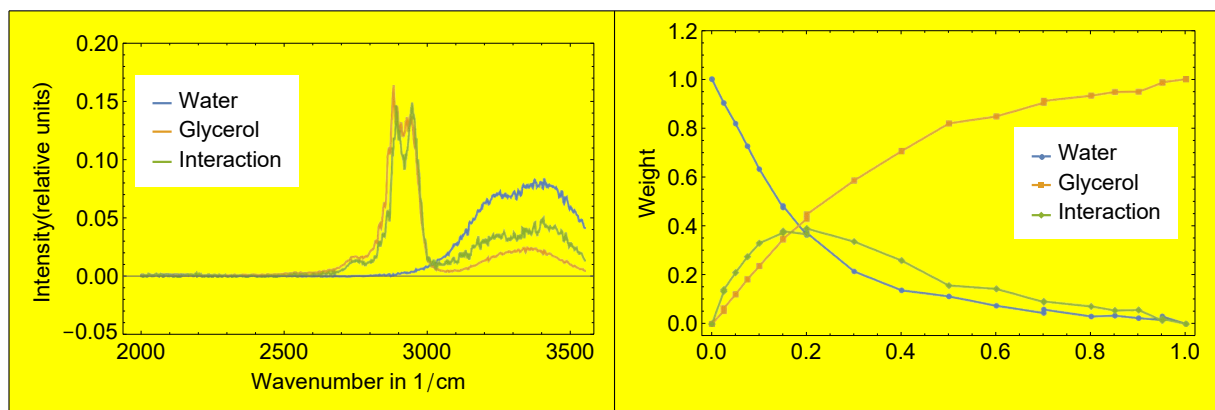 0.20
0.15
0.10
0.05
0.00
−0.05
Intensity(relative units)
Water
Glycerol
Interaction
2000 2500 3000 3500
Wavenumber in 1/cm
1.2
1.0
0.8
0.6
0.4
0.2
0.0
Weight
Water
Glycerol
Interaction
0.0 0.2 0.4 0.6 0.8 1.0